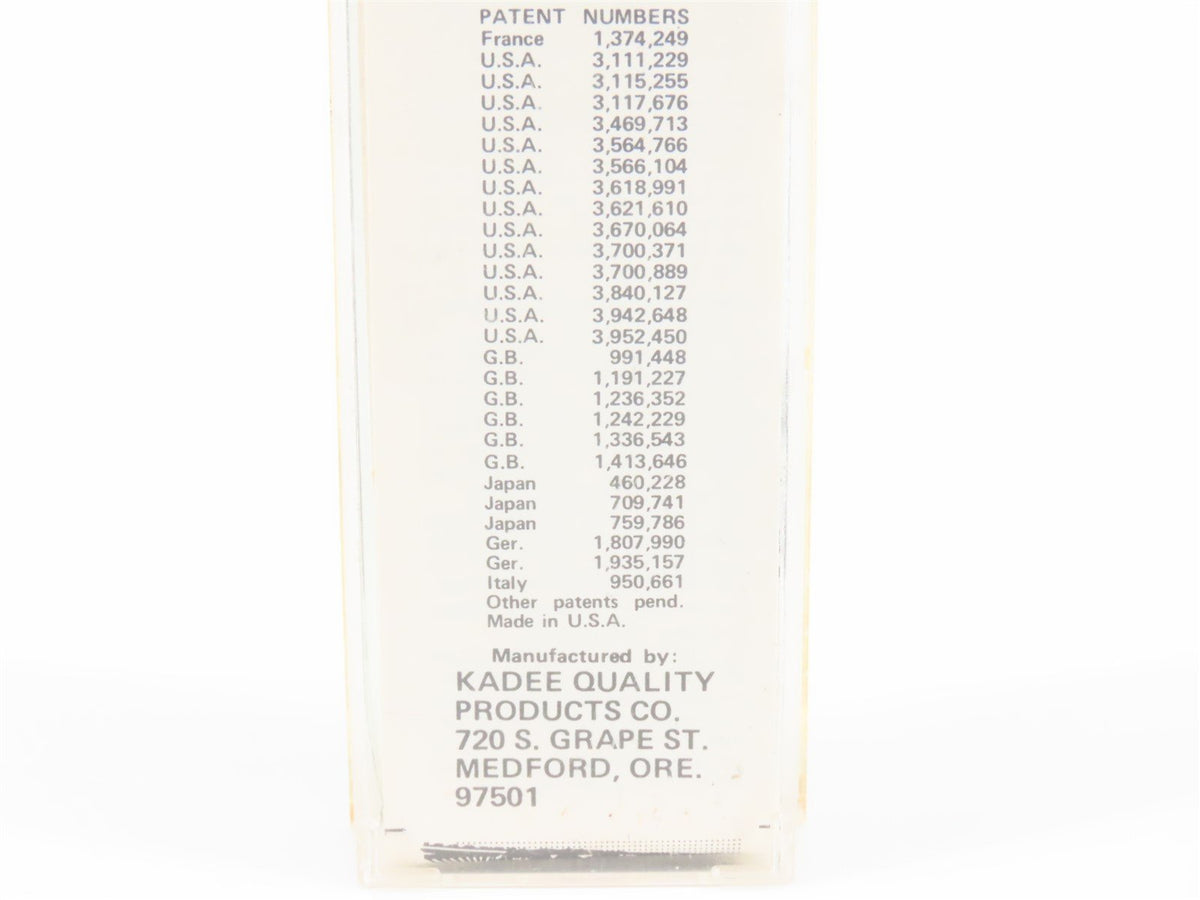 PATENT NUMBERS
France 1,374,249
U.S.A. 3,111,229
U.S.A. 3,115,255
U.S.A. 3,117,676
U.S.A. 3,469,713
U.S.A. 3,564,766
U.S.A. 3,566,104
U.S.A. 3,618,991
U.S.A. 3,621,610
U.S.A. 3,670,064
U.S.A. 3,700,371
U.S.A. 3,700,889
U.S.A. 3,840,127
U.S.A. 3,942,648
U.S.A. 3,952,450
G.B. 991,448
G.B. 1,191,227
G.B. 1,236,352
G.B. 1,242,229
G.B. 1,336,543
G.B. 1,413,646
Japan 460,228
Japan 709,741
Japan 759,786
Ger. 1,807,990
Ger. 1,935,157
Italy 950,661
Other patents pend.
Made in U.S.A.
Manufactured by:
KADEE QUALITY
PRODUCTS CO.
720 S. GRAPE ST.
MEDFORD, ORE.
97501